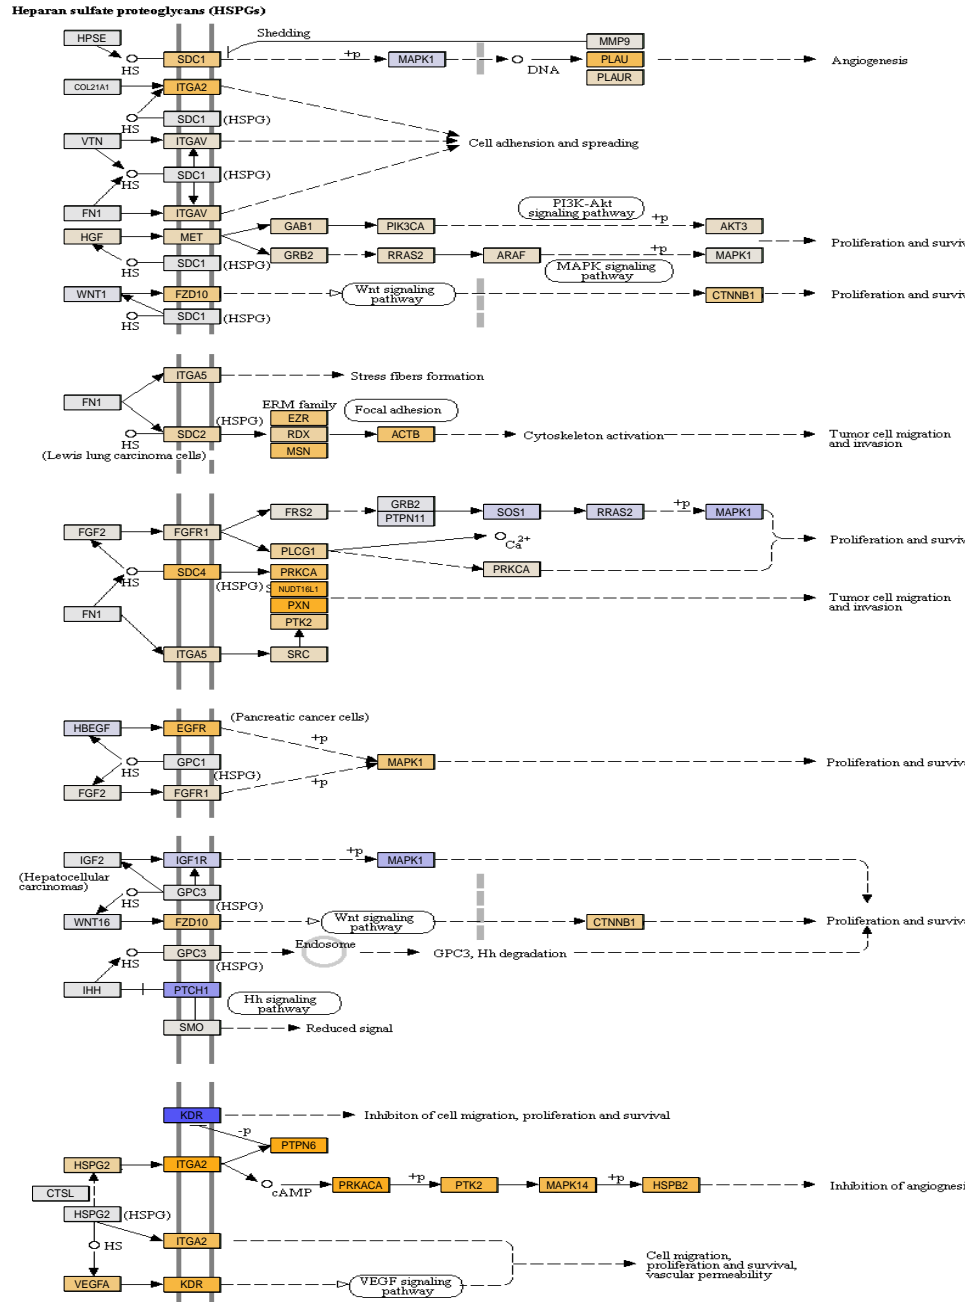 Heparan sulfate proteoglycans (HSPGs)
HPSE
Shedding
MMP9
HS
SDC1
+p
MAPK1
DNA
PLAU
Angiogenesis
PLAUR
COL21A1
ITGA2
HS
SDC1
(HSPG)
VTN
ITGAV
Cell adhension and spreading
HS
SDC1
(HSPG)
FN1
ITGAV
PI3K-Akt
signaling pathway
GAB1
PIK3CA
+p
AKT3
HGF
MET
Proliferation and surviv
GRB2
RRAS2
ARAF
+p
MAPK1
HS
SDC1
(HSPG)
MAPK signaling
pathway
WNT1
FZD10
Wnt signaling
pathway
CTNNB1
Proliferation and surviv
HS
SDC1
(HSPG)
ITGA5
Stress fibers formation
FN1
ERM family
EZR
Focal adhesion
(HSPG)
HS
SDC2
RDX
ACTB
Cytoskeleton activation
Tumor cell migration
and invasion
(Lewis lung carcinoma cells)
MSN
FRS2
GRB2
PTPN11
SOS1
RRAS2
+p
MAPK1
FGF2
FGFR1
Ca2+
Proliferation and surviv
PLCG1
PRKCA
HS
SDC4
(HSPG)
PRKCA
NUDT16L1
PXN
Tumor cell migration
and invasion
FN1
PTK2
ITGA5
SRC
(Pancreatic cancer cells)
HBEGF
EGFR
+p
HS
GPC1
(HSPG)
MAPK1
Proliferation and surviv
+p
FGF2
FGFR1
IGF2
IGF1R
+p
MAPK1
(Hepatocellular
carcinomas)
HS
GPC3
(HSPG)
WNT16
FZD10
Wnt signaling
pathway
CTNNB1
Proliferation and surviv
HS
GPC3
(HSPG)
Endosome
GPC3, Hh degradation
IHH
PTCH1
Hh signaling
pathway
SMO
Reduced signal
KDR
Inhibiton of cell migration, proliferation and survival
-p
PTPN6
HSPG2
ITGA2
cAMP
PRKACA
+p
PTK2
MAPK14
+p
HSPB2
Inhibition of angiognesi
CTSL
HSPG2
(HSPG)
HS
ITGA2
Cell migration,
proliferation and survival,
vascular permeability
VEGFA
KDR
VEGF signaling
pathway